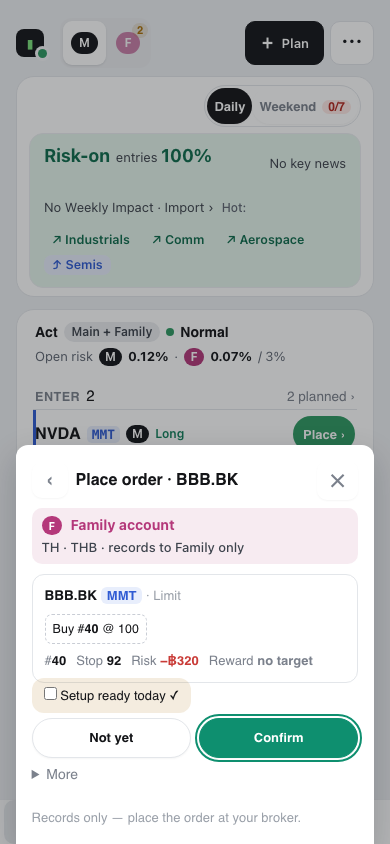 M F 2 + Plan •••
Daily Weekend 0/7
Risk-on entries 100% No key news
No Weekly Impact · Import › Hot:
↗ Industrials ↗ Comm ↗ Aerospace
↑ Semis
Act Main + Family Normal
Open risk M 0.12% · F 0.07% / 3%
ENTER 2 2 planned ›
NVDA MMT M Long Place ›
‹ Place order · BBB.BK ✕
F Family account
TH · THB · records to Family only
BBB.BK MMT · Limit
Buy #40 @ 100
#40 Stop 92 Risk –฿320 Reward no target
Setup ready today ✓
Not yet Confirm
▶ More
Records only — place the order at your broker.